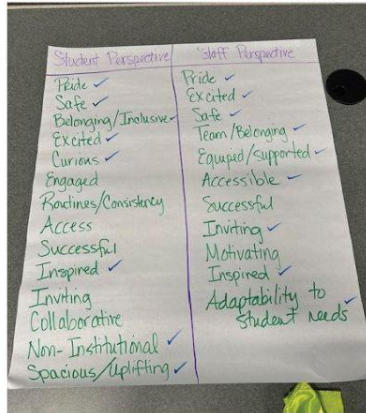 Student Perspective
Pride ✓
Safe ✓
Belonging/Inclusive ✓
Excited ✓
Curious ✓
Engaged
Routines/Consistency
Access
Successful
Inspired ✓
Inviting
Collaborative
Non-Institutional ✓
Spacious/Uplifting ✓
Staff Perspective
Pride ✓
Excited ✓
Safe ✓
Team/Belonging ✓
Equiped/supported ✓
Accessible ✓
Successful
Inviting ✓
Motivating
Inspired ✓
Adaptability to
Student needs ✓